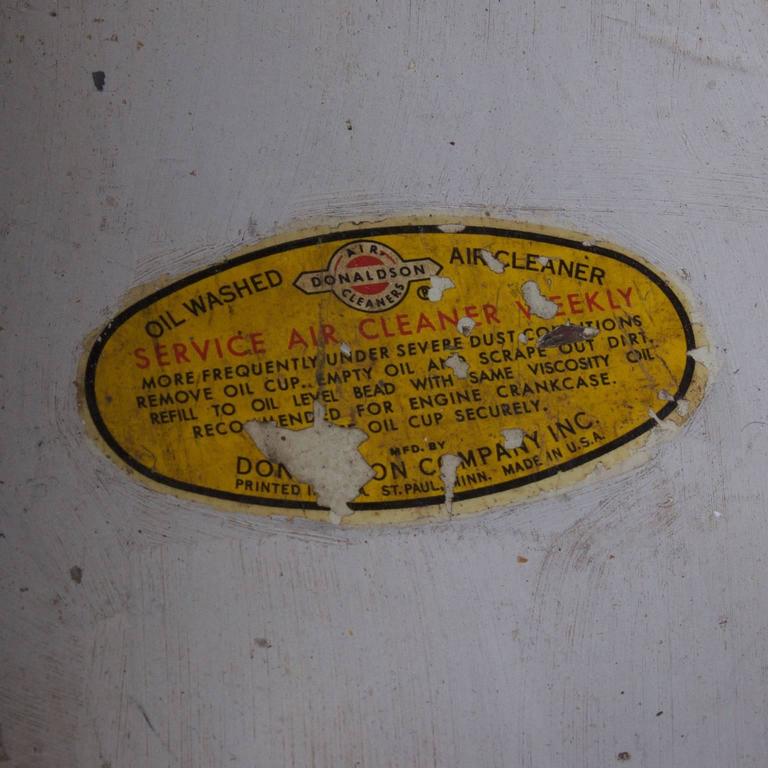 OIL WASHED AIR DONALDSON CLEANERS ® AIR CLEANER
SERVICE AIR CLEANER WEEKLY
MORE FREQUENTLY UNDER SEVERE DUST CONDITIONS
REMOVE OIL CUP.. EMPTY OIL AND SCRAPE OUT DIRT.
REFILL TO OIL LEVEL BEAD WITH SAME VISCOSITY OIL
RECOMMENDED FOR ENGINE CRANKCASE.
OIL CUP SECURELY.
MFD. BY
DONALDSON COMPANY INC.
PRINTED ST. PAUL, MINN. MADE IN U.S.A.